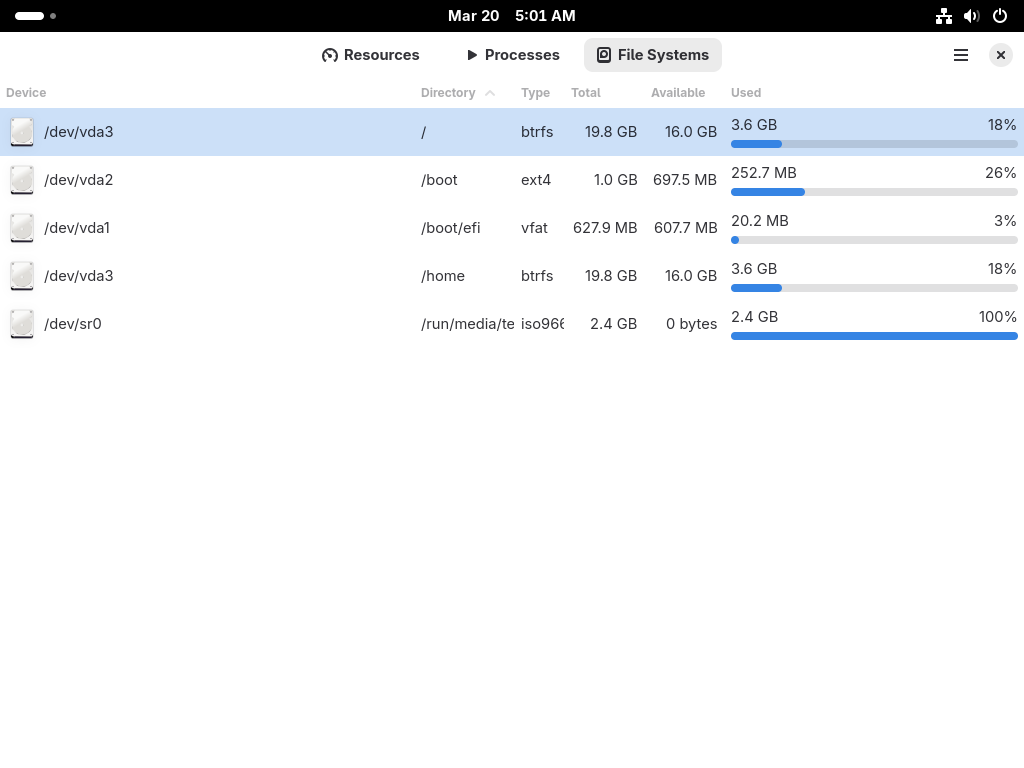 Mar 20 5:01 AM
Resources Processes File Systems
Device Directory Type Total Available Used
/dev/vda3 / btrfs 19.8 GB 16.0 GB 3.6 GB 18%
/dev/vda2 /boot ext4 1.0 GB 697.5 MB 252.7 MB 26%
/dev/vda1 /boot/efi vfat 627.9 MB 607.7 MB 20.2 MB 3%
/dev/vda3 /home btrfs 19.8 GB 16.0 GB 3.6 GB 18%
/dev/sr0 /run/media/te iso966 2.4 GB 0 bytes 2.4 GB 100%